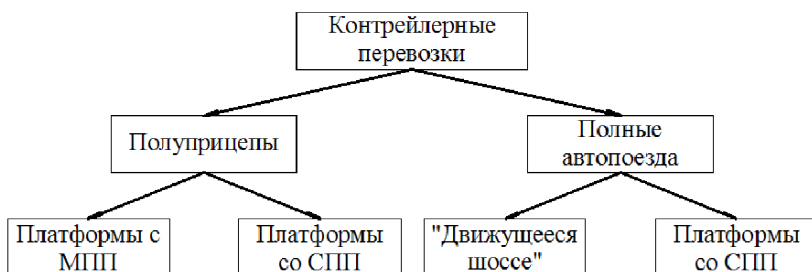 Контрейлерные
перевозки
Полуприцепы
Полные
автопоезда
Платформы с
МПП
Платформы
со СПП
"Движущееся
шоссе"
Платформы
со СПП